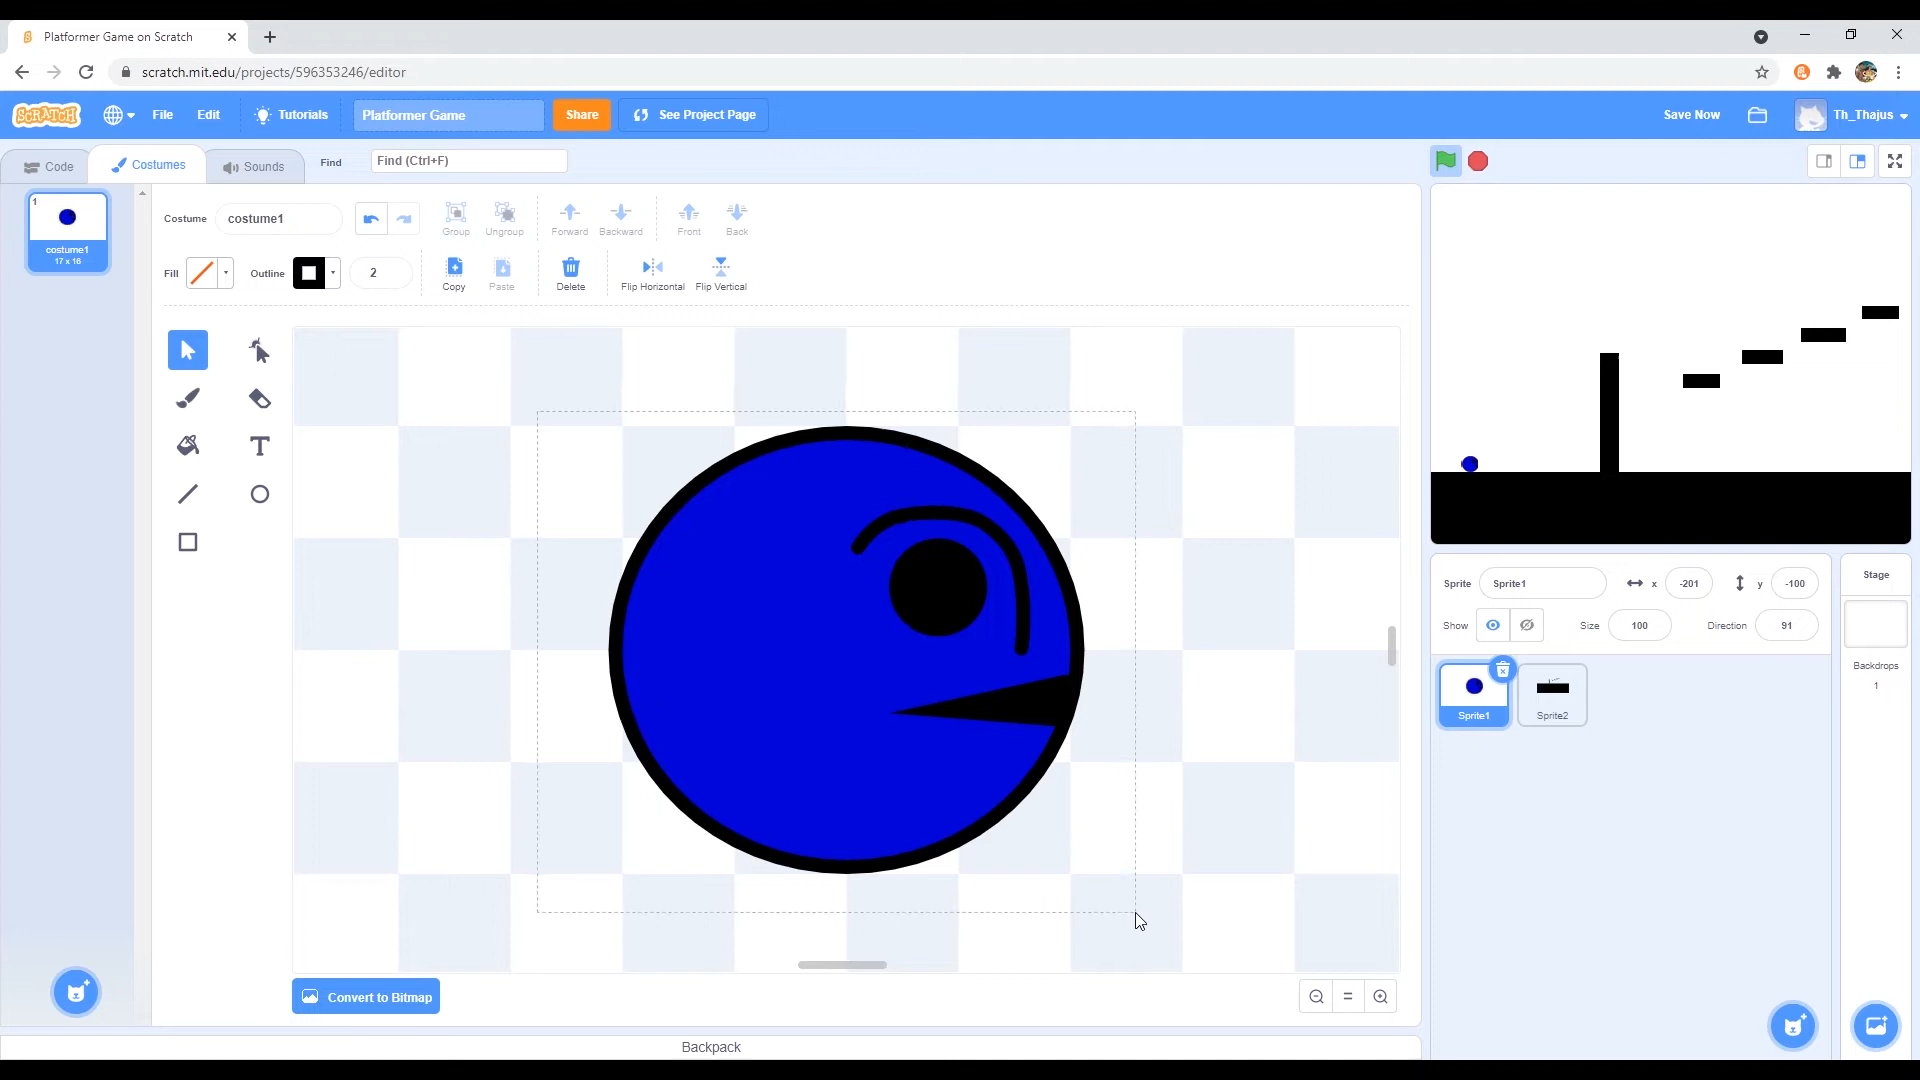 Platformer Game on Scratch
scratch.mit.edu/projects/596353246/editor
SCRATCH File Edit Tutorials Platformer Game Share See Project Page Save Now Th_Thajus
Code Costumes Sounds Find Find (Ctrl+F)
1
costume1
17 x 16
Costume costume1 Group Ungroup Forward Backward Front Back
Fill Outline 2 Copy Paste Delete Flip Horizontal Flip Vertical
T
Convert to Bitmap
Backpack
Sprite Sprite1 x -201 y -100
Show Size 100 Direction 91
Sprite1 Sprite2
Stage
Backdrops
1